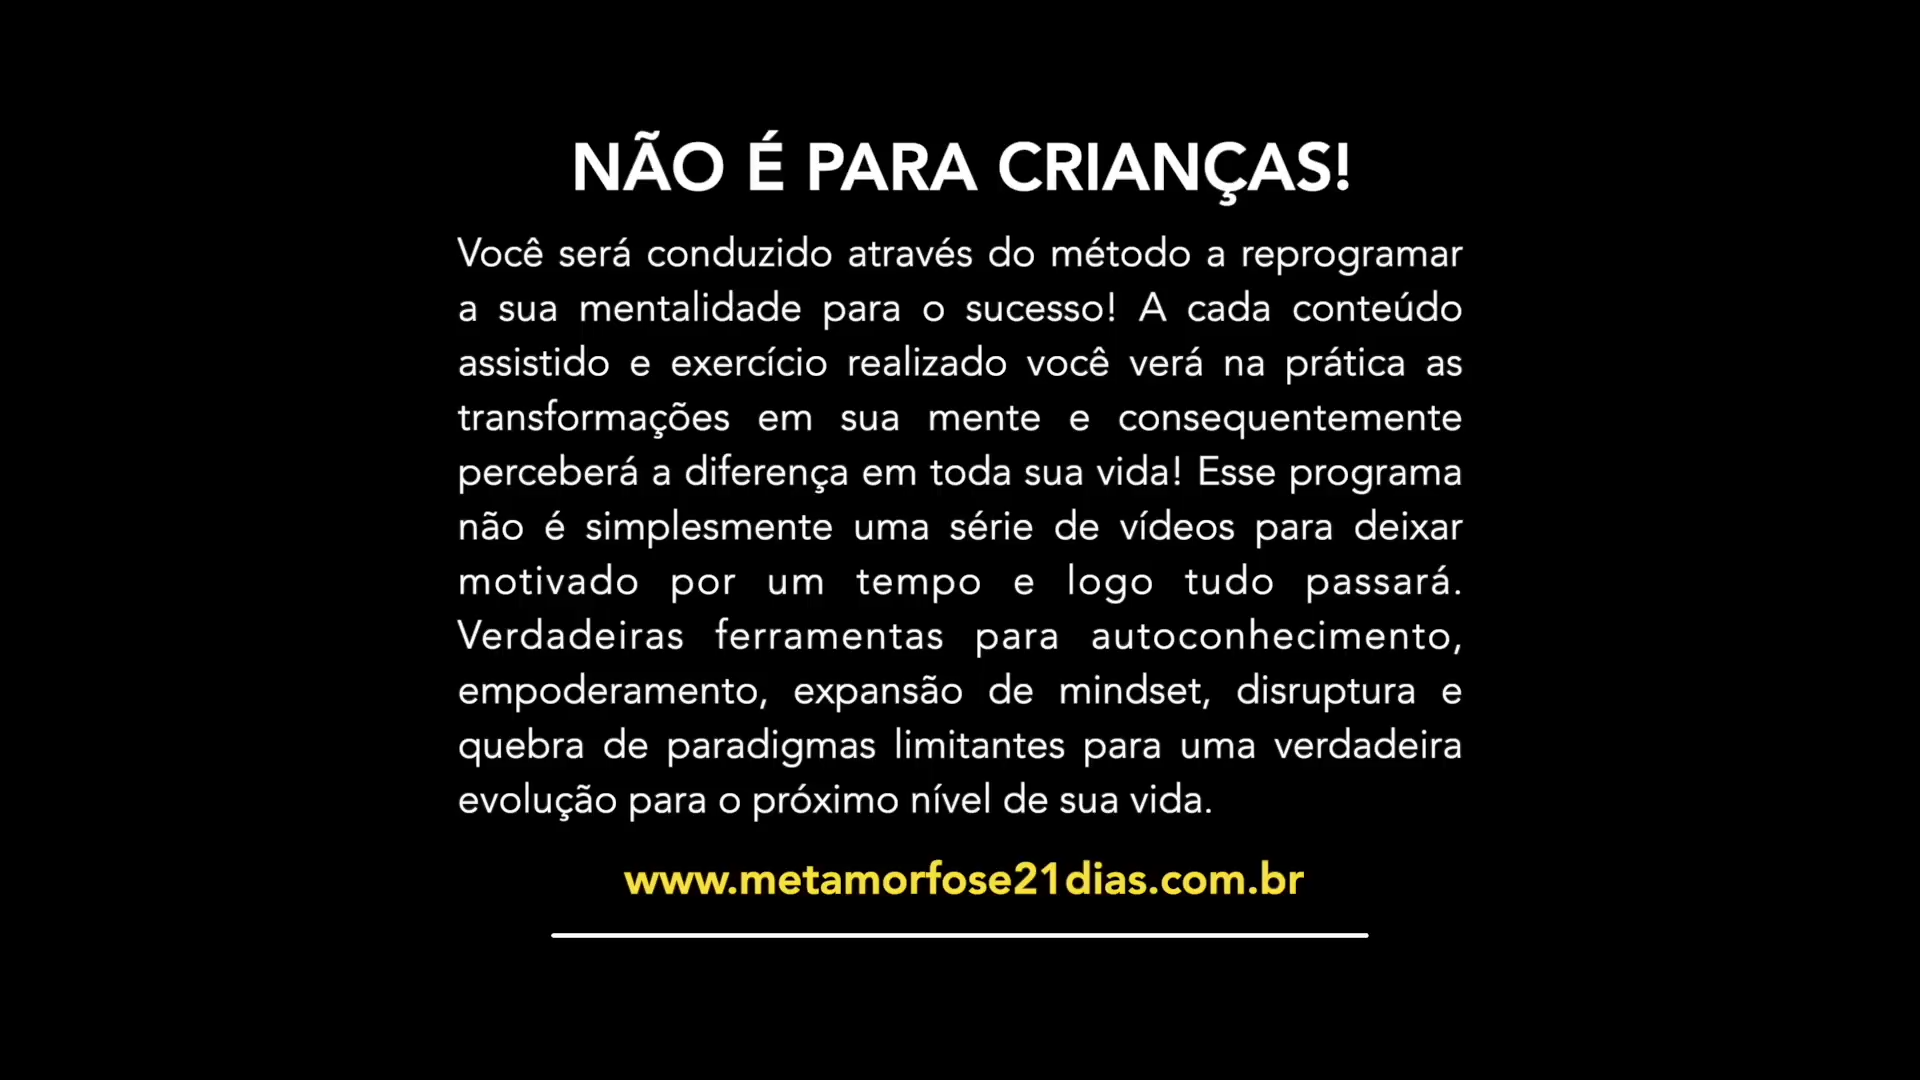 NÃO É PARA CRIANÇAS!
Você será conduzido através do método a reprogramar
a sua mentalidade para o sucesso! A cada conteúdo
assistido e exercício realizado você verá na prática as
transformações em sua mente e consequentemente
perceberá a diferença em toda sua vida! Esse programa
não é simplesmente uma série de vídeos para deixar
motivado por um tempo e logo tudo passará.
Verdadeiras ferramentas para autoconhecimento,
empoderamento, expansão de mindset, disruptura e
quebra de paradigmas limitantes para uma verdadeira
evolução para o próximo nível de sua vida.
www.metamorfose21dias.com.br